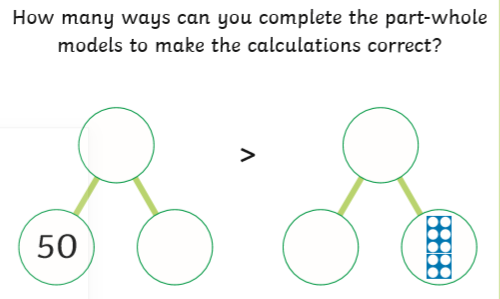 How many ways can you complete the part-whole
models to make the calculations correct?
>
50